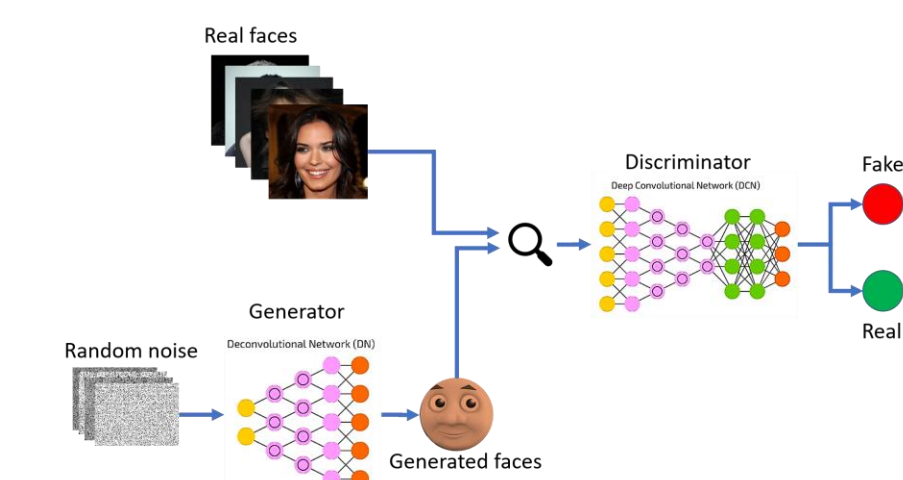 Real faces
Discriminator
Deep Convolutional Network (DCN)
Fake
Generator
Deconvolutional Network (DN)
Random noise
Real
Generated faces